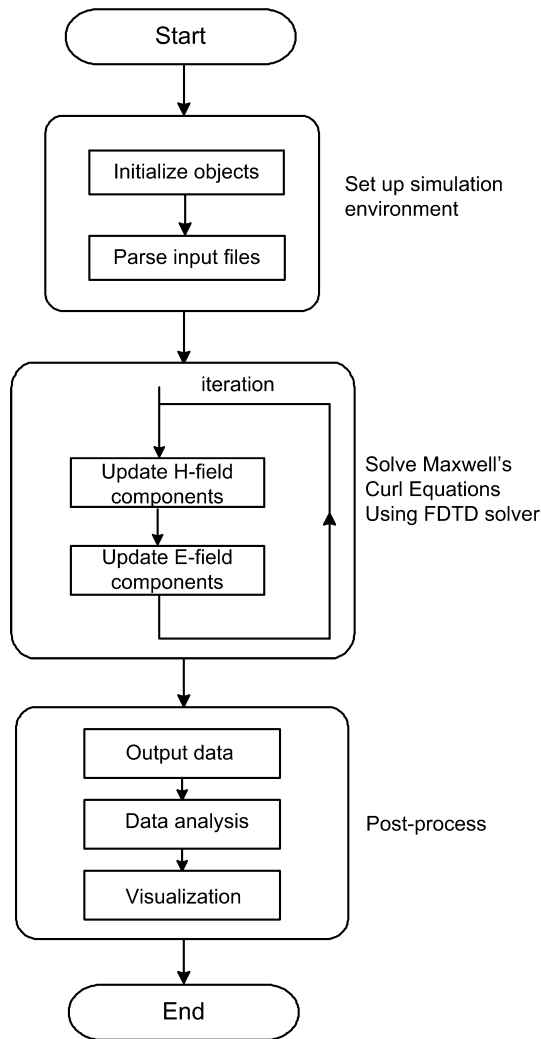 Start
Initialize objects
Parse input files
Set up simulation
environment
iteration
Update H-field
components
Update E-field
components
Solve Maxwell's
Curl Equations
Using FDTD solver
Output data
Data analysis
Visualization
Post-process
End